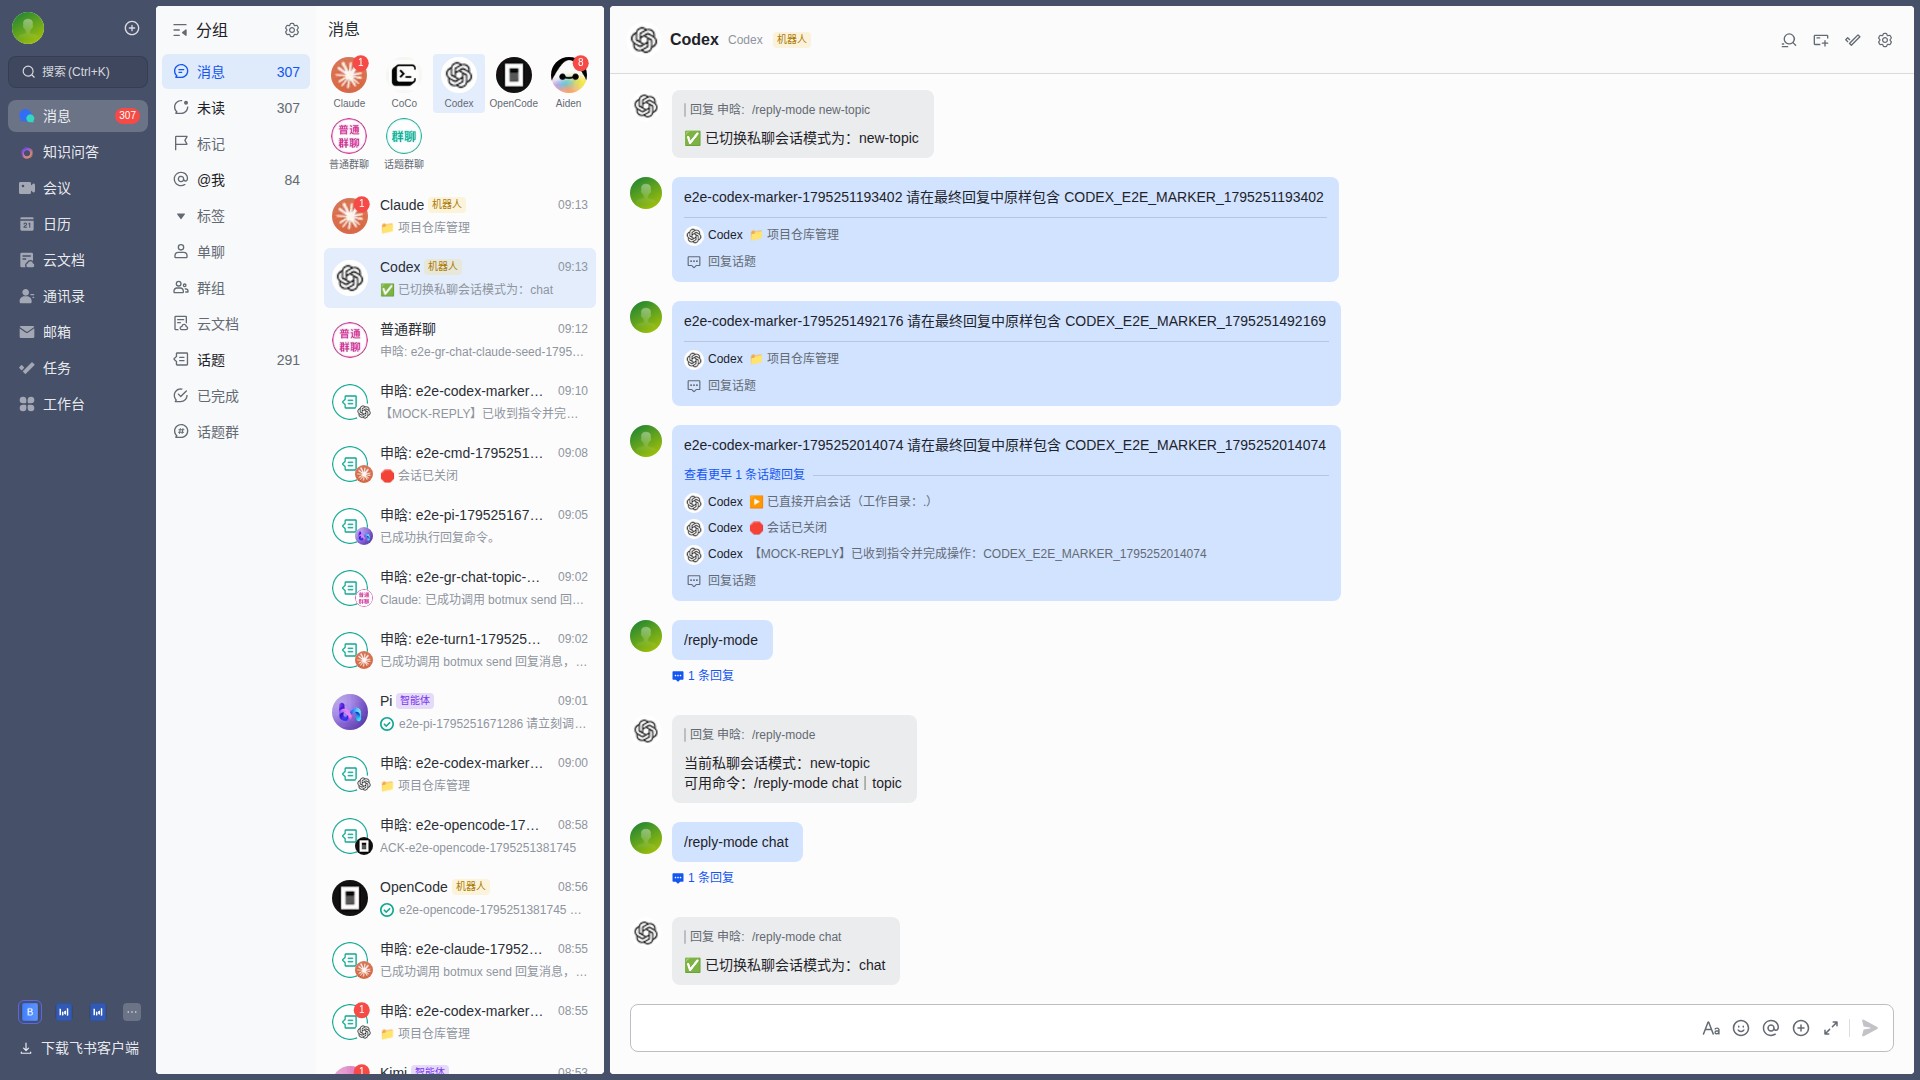 搜索 (Ctrl+K)
消息
307
知识问答
会议
日历
云文档
通讯录
邮箱
任务
工作台
下载飞书客户端
分组
消息
307
未读
307
标记
@我
84
标签
单聊
群组
云文档
话题
291
已完成
话题群
消息
1
Claude
CoCo
Codex
OpenCode
8
Aiden
普通群聊
普通群聊
群聊
话题群聊
1
Claude 机器人 09:13
📁 项目仓库管理
Codex 机器人 09:13
✅ 已切换私聊会话模式为：chat
普通群聊
普通群聊 09:12
申晗: e2e-gr-chat-claude-seed-1795...
申晗: e2e-codex-marker... 09:10
【MOCK-REPLY】已收到指令并完...
申晗: e2e-cmd-1795251... 09:08
🛑 会话已关闭
申晗: e2e-pi-179525167... 09:05
已成功执行回复命令。
申晗: e2e-gr-chat-topic-... 09:02
Claude: 已成功调用 botmux send 回...
申晗: e2e-turn1-179525... 09:02
已成功调用 botmux send 回复消息，...
Pi 智能体 09:01
e2e-pi-1795251671286 请立刻调...
申晗: e2e-codex-marker... 09:00
📁 项目仓库管理
申晗: e2e-opencode-17... 08:58
ACK-e2e-opencode-1795251381745
OpenCode 机器人 08:56
e2e-opencode-1795251381745 ...
申晗: e2e-claude-17952... 08:55
已成功调用 botmux send 回复消息，...
1
申晗: e2e-codex-marker... 08:55
📁 项目仓库管理
1
Kimi 智能体 08:53
Codex Codex 机器人
回复 申晗：/reply-mode new-topic
✅ 已切换私聊会话模式为：new-topic
e2e-codex-marker-1795251193402 请在最终回复中原样包含 CODEX_E2E_MARKER_1795251193402
Codex 📁 项目仓库管理
回复话题
e2e-codex-marker-1795251492176 请在最终回复中原样包含 CODEX_E2E_MARKER_1795251492169
Codex 📁 项目仓库管理
回复话题
e2e-codex-marker-1795252014074 请在最终回复中原样包含 CODEX_E2E_MARKER_1795252014074
查看更早 1 条话题回复
Codex ▶️ 已直接开启会话（工作目录：.）
Codex 🛑 会话已关闭
Codex 【MOCK-REPLY】已收到指令并完成操作：CODEX_E2E_MARKER_1795252014074
回复话题
/reply-mode
1 条回复
回复 申晗：/reply-mode
当前私聊会话模式：new-topic
可用命令：/reply-mode chat｜topic
/reply-mode chat
1 条回复
回复 申晗：/reply-mode chat
✅ 已切换私聊会话模式为：chat
Aa